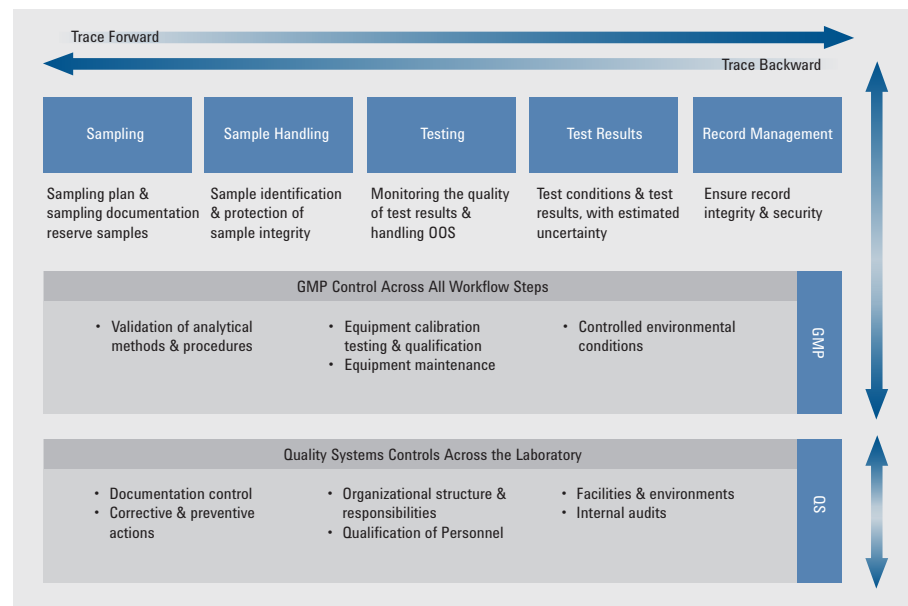 Trace Forward
Trace Backward
Sampling
Sample Handling
Testing
Test Results
Record Management
Sampling plan &
sampling documentation
reserve samples
Sample identification
& protection of
sample integrity
Monitoring the quality
of test results &
handling OOS
Test conditions & test
results, with estimated
uncertainty
Ensure record
integrity & security
GMP Control Across All Workflow Steps
• Validation of analytical
methods & procedures
• Equipment calibration
testing & qualification
• Equipment maintenance
• Controlled environmental
conditions
GMP
Quality Systems Controls Across the Laboratory
• Documentation control
• Corrective & preventive
actions
• Organizational structure &
responsibilities
• Qualification of Personnel
• Facilities & environments
• Internal audits
QS